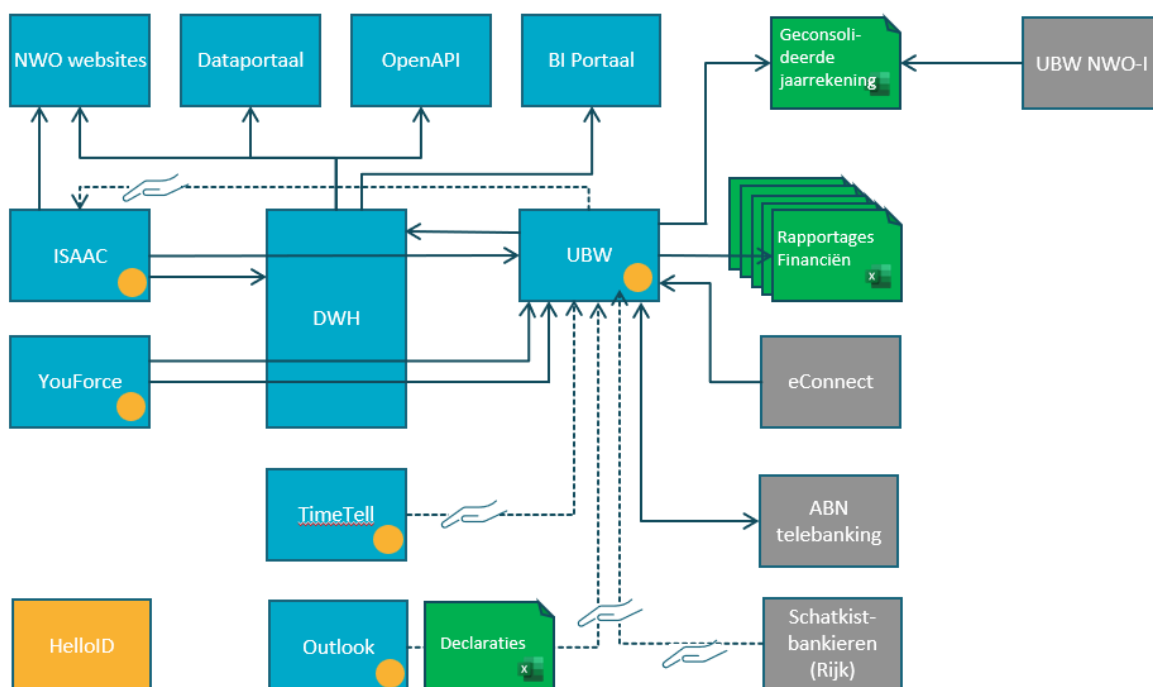 NWO websites
Dataportaal
OpenAPI
BI Portaal
Geconsoli-
deerde
jaarrekening
UBW NWO-I
ISAAC
DWH
UBW
Rapportages
Financiën
X
YouForce
eConnect
TimeTell
ABN
telebanking
HelloID
Outlook
Declaraties
X
Schatkist-
bankieren
(Rijk)